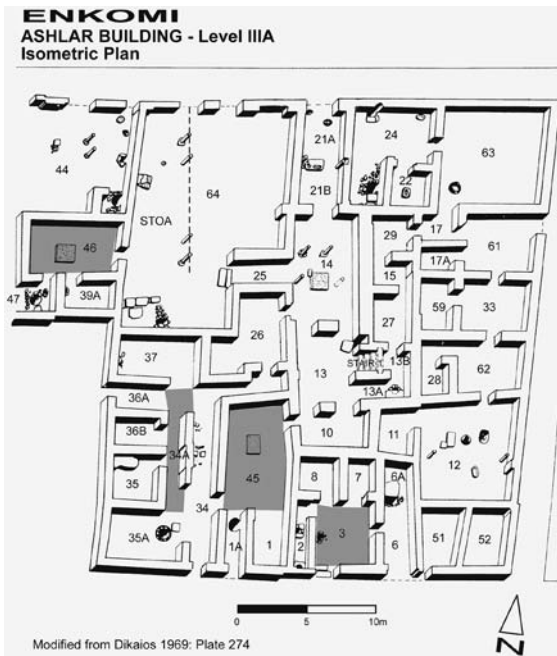 ENKOMI
ASHLAR BUILDING - Level IIIA
Isometric Plan
21A
24
63
44
64
22
21B
STOA
46
29
17
61
14
17A
25
15
47
39A
59
33
27
26
STAIR
13B
37
13
28
62
36A
13A
36B
10
11
34A
12
45
8
7
6A
35
34
35A
1A
1
2
3
6
51
52
0
5
10m
N
Modified from Dikaios 1969: Plate 274